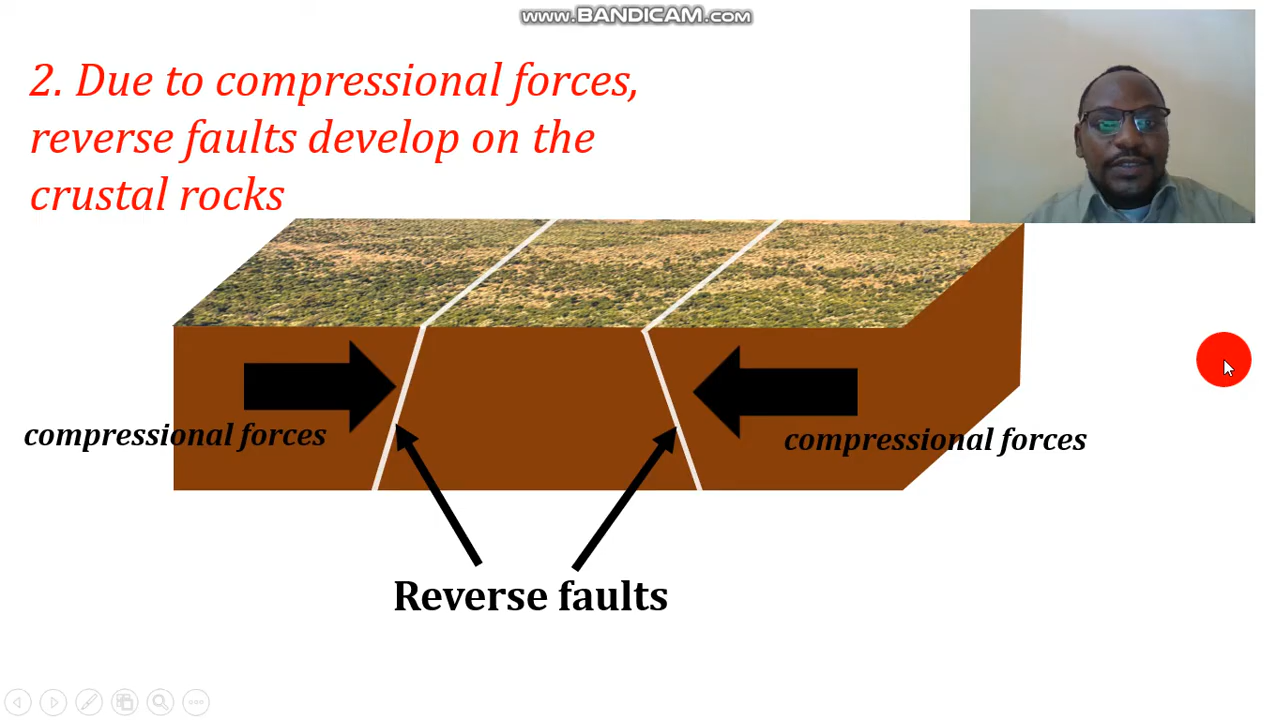 www.BANDICAM.com
2. Due to compressional forces,
reverse faults develop on the
crustal rocks
compressional forces
compressional forces
Reverse faults